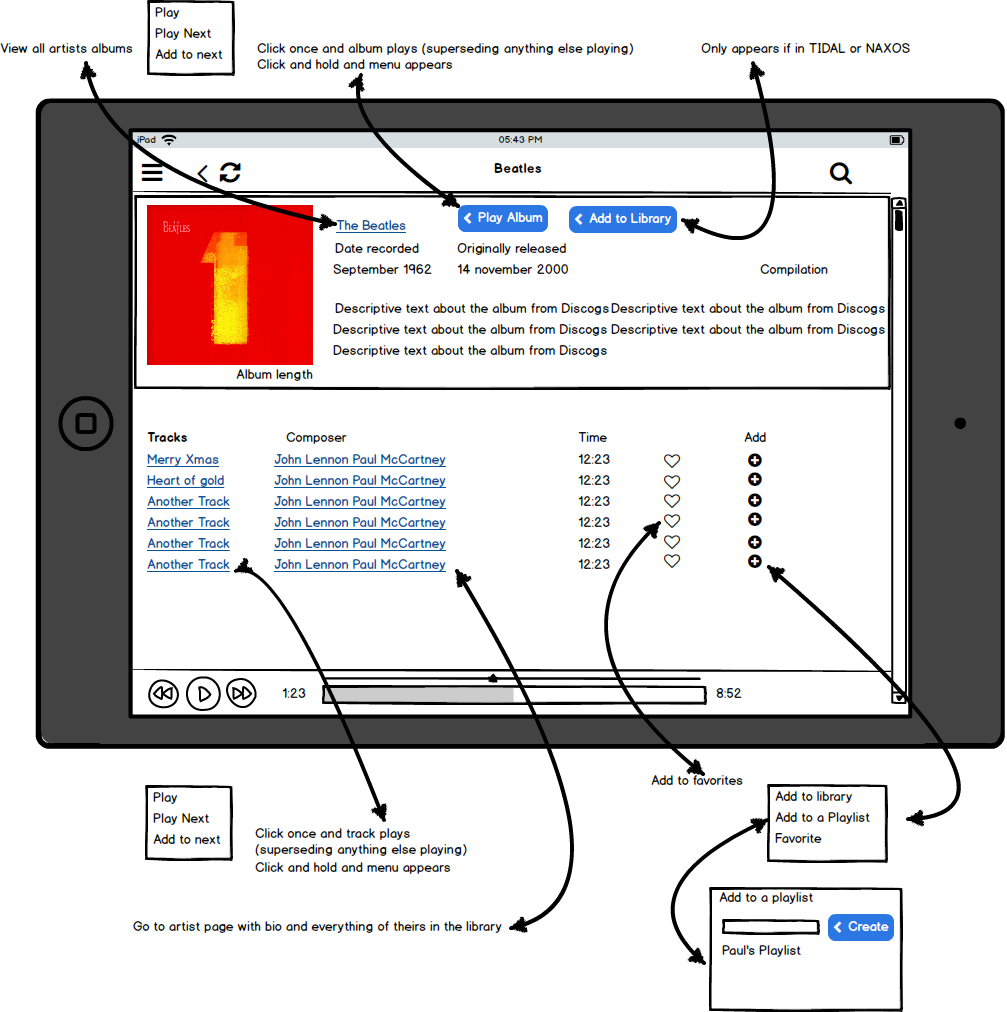 Play
Play Next
Add to next
View all artists albums
Click once and album plays (superseding anything else playing)
Click and hold and menu appears
Only appears if in TIDAL or NAXOS
iPad
05:43 PM
Beatles
THE BEATLES
1
The Beatles
Play Album
Add to Library
Date recorded
Originally released
September 1962
14 november 2000
Compilation
Descriptive text about the album from Discogs Descriptive text about the album from Discogs
Descriptive text about the album from Discogs Descriptive text about the album from Discogs
Descriptive text about the album from Discogs
Album length
Tracks Composer Time Add
Merry Xmas John Lennon Paul McCartney 12:23
Heart of gold John Lennon Paul McCartney 12:23
Another Track John Lennon Paul McCartney 12:23
Another Track John Lennon Paul McCartney 12:23
Another Track John Lennon Paul McCartney 12:23
Another Track John Lennon Paul McCartney 12:23
1:23 8:52
Add to favorites
Play
Play Next
Add to next
Click once and track plays
(superseding anything else playing)
Click and hold and menu appears
Add to library
Add to a Playlist
Favorite
Go to artist page with bio and everything of theirs in the library
Add to a playlist
Create
Paul's Playlist